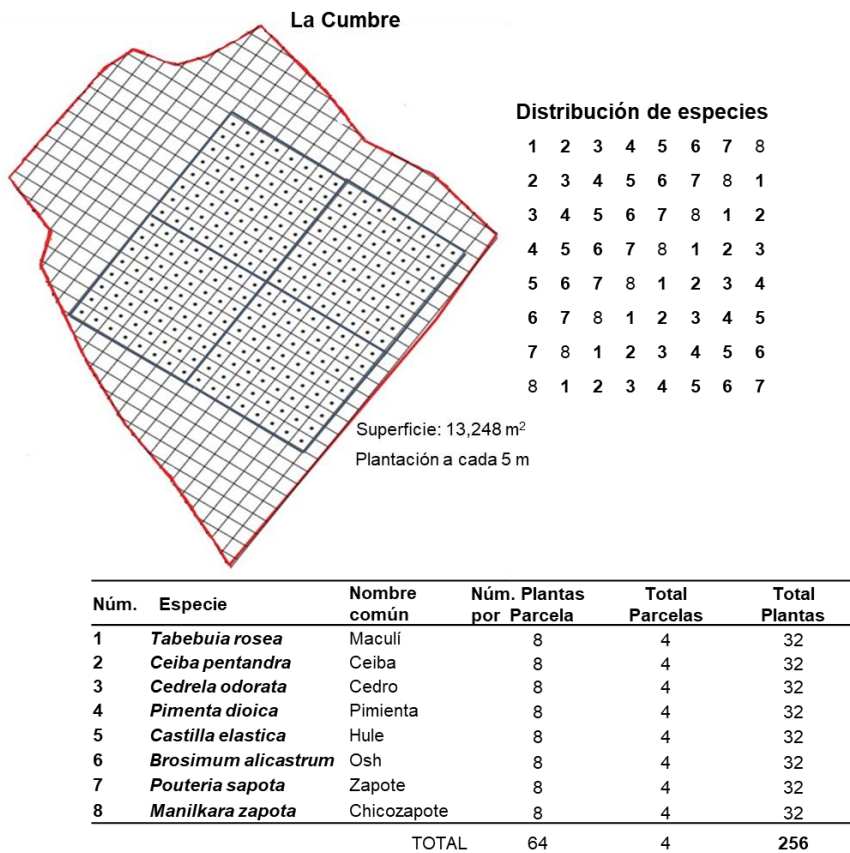 La Cumbre
Distribución de especies
1 2 3 4 5 6 7 8
2 3 4 5 6 7 8 1
3 4 5 6 7 8 1 2
4 5 6 7 8 1 2 3
5 6 7 8 1 2 3 4
6 7 8 1 2 3 4 5
7 8 1 2 3 4 5 6
8 1 2 3 4 5 6 7
Superficie: 13,248 m²
Plantación a cada 5 m
Núm. Especie Nombre común Núm. Plantas por Parcela Total Parcelas Total Plantas
1 Tabebuia rosea Maculí 8 4 32
2 Ceiba pentandra Ceiba 8 4 32
3 Cedrela odorata Cedro 8 4 32
4 Pimenta dioica Pimienta 8 4 32
5 Castilla elastica Hule 8 4 32
6 Brosimum alicastrum Osh 8 4 32
7 Pouteria sapota Zapote 8 4 32
8 Manilkara zapota Chicozapote 8 4 32
TOTAL 64 4 256